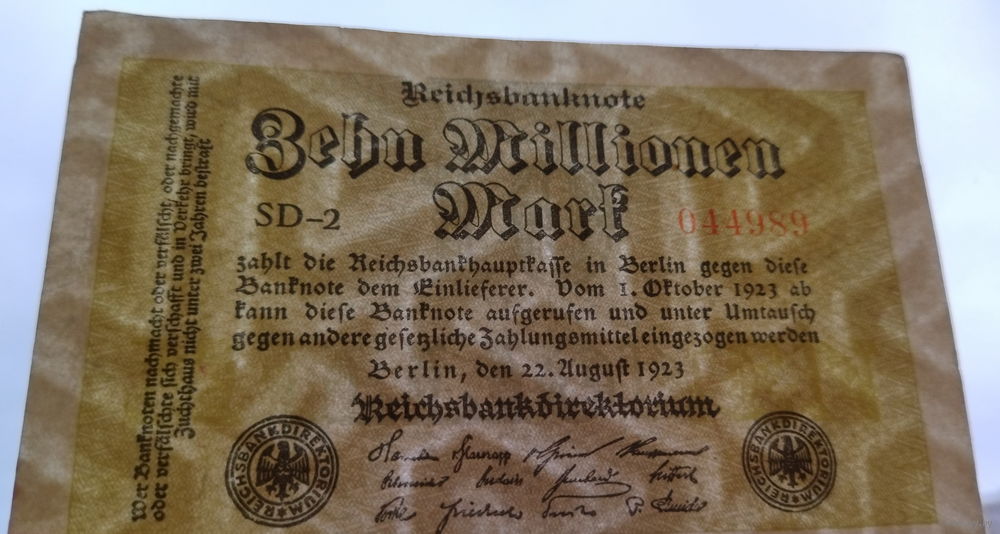 Reichsbanknote
Zehn Millionen
Mark
SD-2
044989
zahlt die Reichsbankhauptkasse in Berlin gegen diese
Banknote dem Einlieferer. Vom 1. Oktober 1923 ab
kann diese Banknote aufgerufen und unter Umtausch
gegen andere gesetzliche Zahlungsmittel eingezogen werden
Berlin, den 22. August 1923
Reichsbankdirektorium
REICHSBANKDIREKTORIUM
REICHSBANKDIREKTORIUM
Wer Banknoten nachmacht oder verfälscht, oder nachgemachte
oder verfälschte sich verschafft und in Verkehr bringt, wird mit
Zuchthaus nicht unter zwei Jahren bestraft